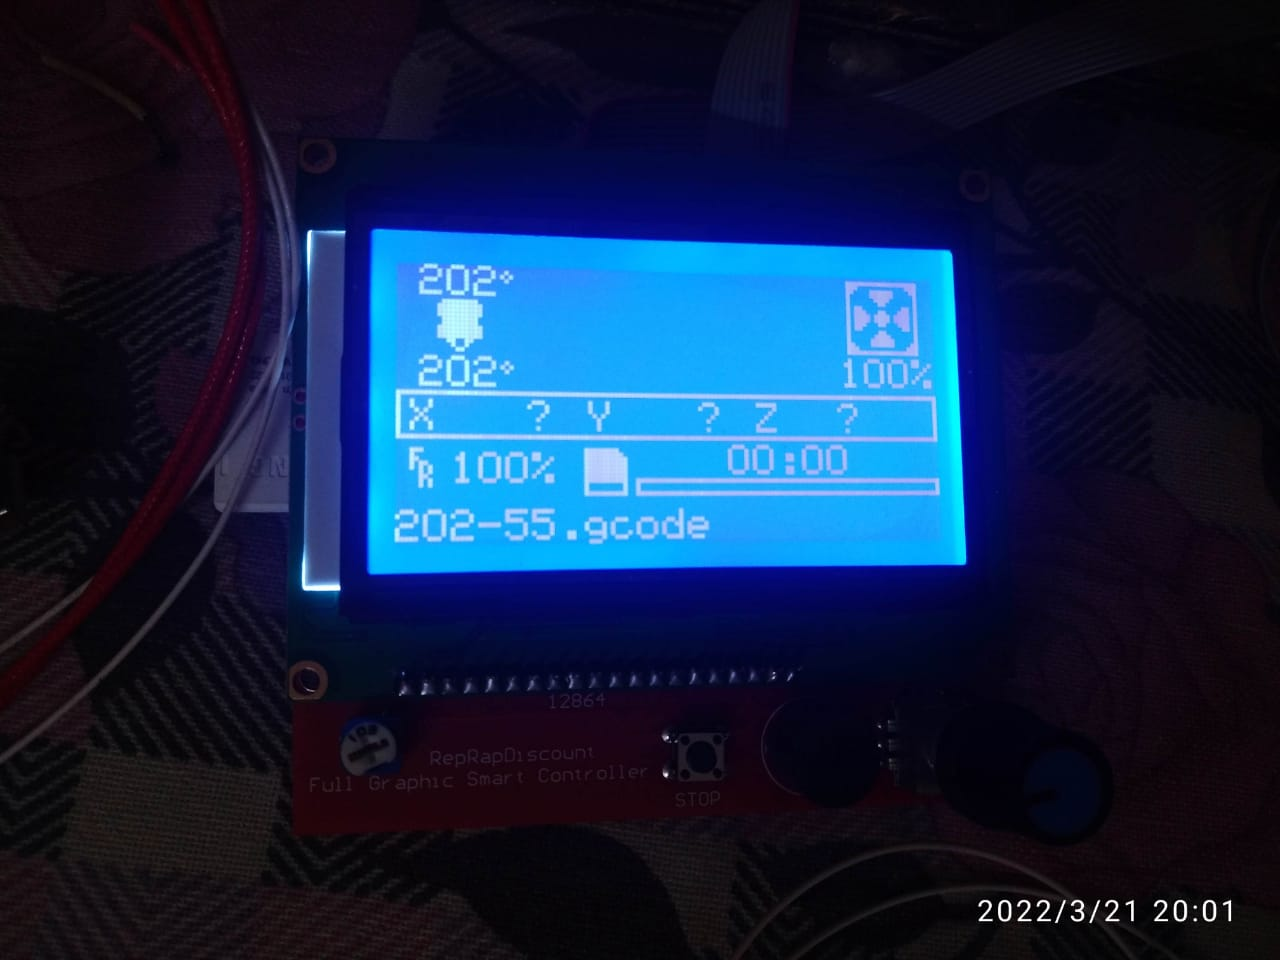 202°
202° 100%
X ? Y ? Z ?
FR 100% 00:00
202-55.gcode
12864
RepRapDiscount
Full Graphic Smart Controller
STOP
2022/3/21 20:01